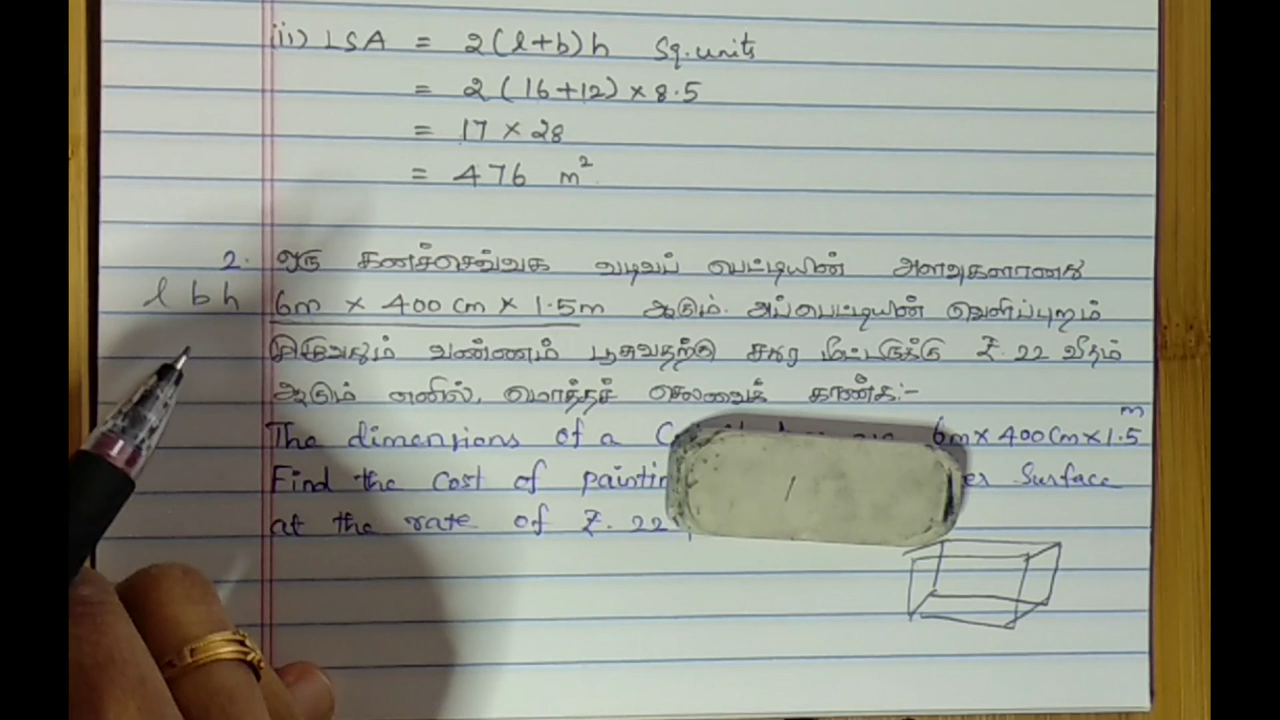 iii) LSA = 2(l+b)h Sq.units
= 2(16+12)×8.5
= 17 × 28
= 476 m²
2. ஒரு கனச்செவ்வக வடிவப் பெட்டியின் அளவுகளானது
l b h 6m × 400 cm × 1.5m ஆகும். அப்பெட்டியின் வெளிப்புறம்
முழுவதும் வண்ணம் பூசுவதற்கு சதுர மீட்டருக்கு ₹. 22 வீதம்
ஆகும் எனில், மொத்தச் செலவைக் காண்க:-
The dimensions of a 6m×400cm×1.5 m
Find the cost of Surface
at the rate of ₹. 22